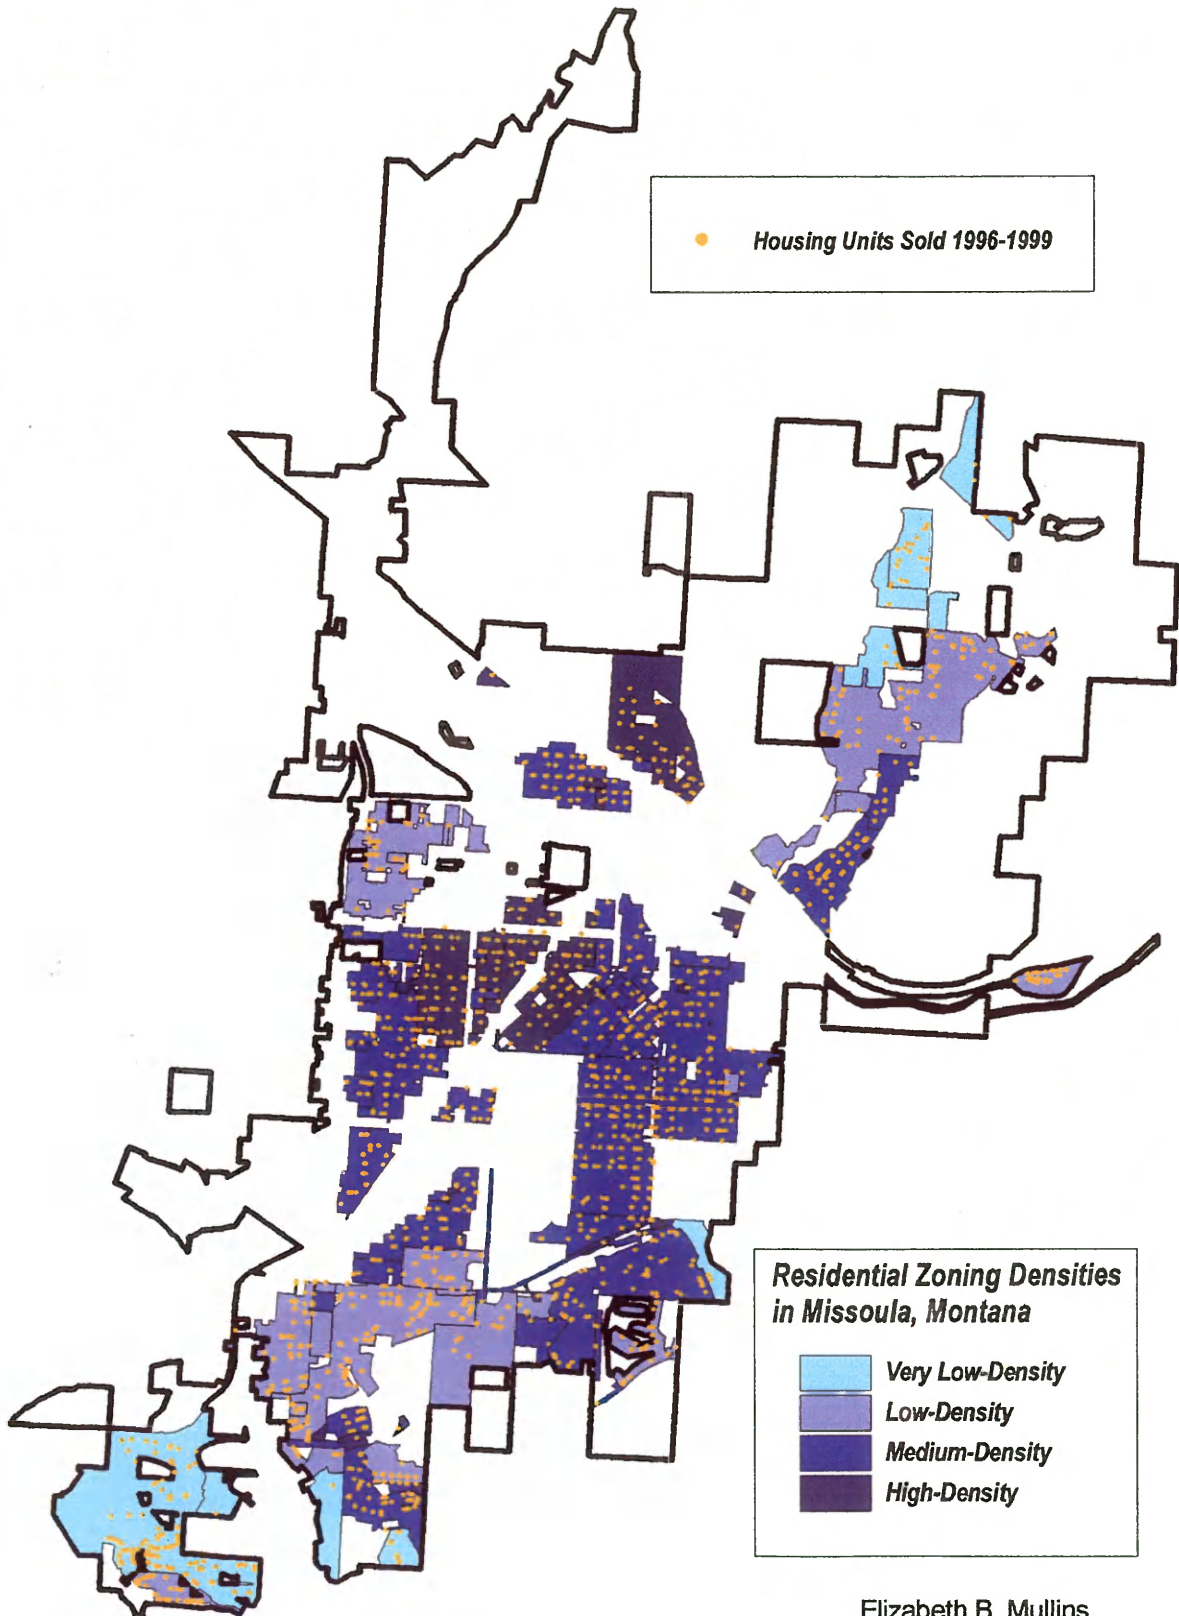 Housing Units Sold 1996-1999
Residential Zoning Densities
in Missoula, Montana
Very Low-Density
Low-Density
Medium-Density
High-Density
Elizabeth B. Mullins